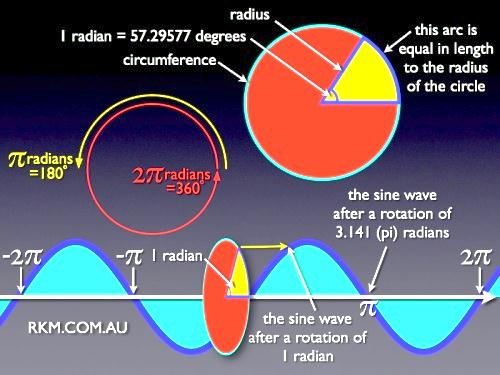 radius
1 radian = 57.29577 degrees
circumference
this arc is
equal in length
to the radius
of the circle
π radians
=180°
2π radians
=360°
the sine wave
after a rotation of
3.141 (pi) radians
-2π
-π
1 radian
2π
π
the sine wave
after a rotation of
1 radian
RKM.COM.AU